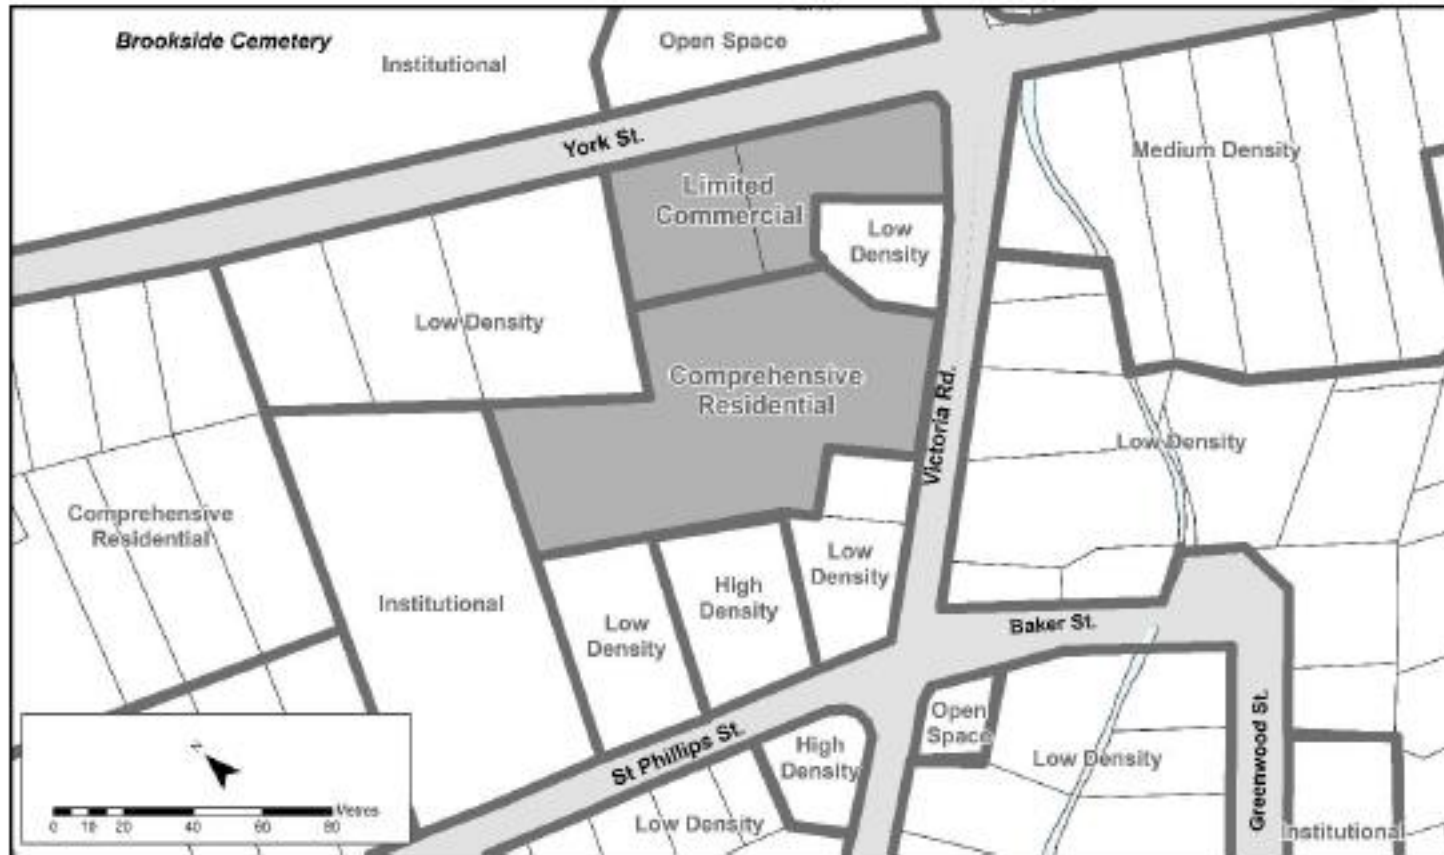 Brookside Cemetery
Institutional
Open Space
York St.
Limited
Commercial
Low
Density
Medium Density
Low Density
Comprehensive
Residential
Victoria Rd.
Low Density
Comprehensive
Residential
Institutional
Low
Density
High
Density
Low
Density
Baker St.
St Phillips St.
High
Density
Open
Space
Low Density
Greenwood St.
Low Density
Institutional
N
Metres
0 10 20 40 60 80